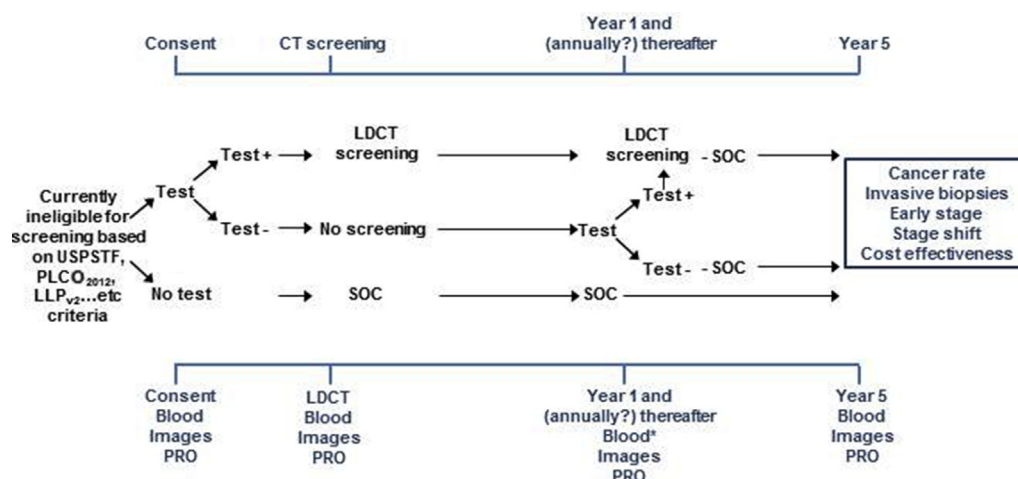 Consent
CT screening
Year 1 and
(annually?) thereafter
Year 5
Currently
ineligible for
screening based
on USPSTF,
PLCO2012,
LLPv2...etc
criteria
Test
No test
Test+
Test-
LDCT
screening
No screening
SOC
LDCT
screening
- SOC
Test+
Test
Test-
- SOC
SOC
Cancer rate
Invasive biopsies
Early stage
Stage shift
Cost effectiveness
Consent
Blood
Images
PRO
LDCT
Blood
Images
PRO
Year 1 and
(annually?) thereafter
Blood*
Images
PRO
Year 5
Blood
Images
PRO